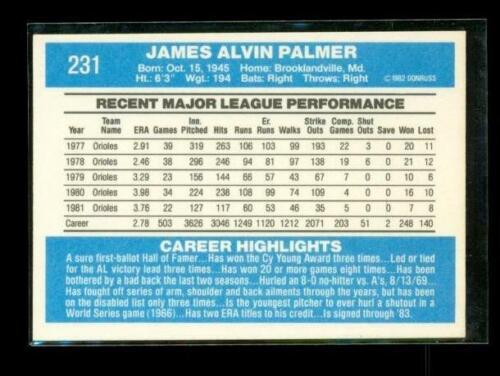 231
JAMES ALVIN PALMER
Born: Oct. 15, 1945 Home: Brooklandville, Md.
Ht.: 6'3" Wgt.: 194 Bats: Right Throws: Right
© 1982 DONRUSS
RECENT MAJOR LEAGUE PERFORMANCE
Year Team Name ERA Games Inn. Pitched Hits Runs Er. Runs Walks Strike Outs Comp. Games Shut Outs Save Won Lost
1977 Orioles 2.91 39 319 263 106 103 99 193 22 3 0 20 11
1978 Orioles 2.46 38 296 246 94 81 97 138 19 6 0 21 12
1979 Orioles 3.29 23 156 144 66 57 43 67 7 0 0 10 6
1980 Orioles 3.98 34 224 238 108 99 74 109 4 0 0 16 10
1981 Orioles 3.76 22 127 117 60 53 46 35 5 0 0 7 8
Career 2.78 503 3626 3046 1249 1120 1212 2071 203 51 2 248 140
CAREER HIGHLIGHTS
A sure first-ballot Hall of Famer...Has won the Cy Young Award three times...Led or tied
for the AL victory lead three times...Has won 20 or more games eight times...Has been
bothered by a bad back the last two seasons...Hurled an 8-0 no-hitter vs. A's, 8/13/69...
Has fought off series of arm, shoulder and back ailments through the years, but has been
on the disabled list only three times...Is the youngest pitcher to ever hurl a shutout in a
World Series game (1966)...Has two ERA titles to his credit...Is signed through '83.